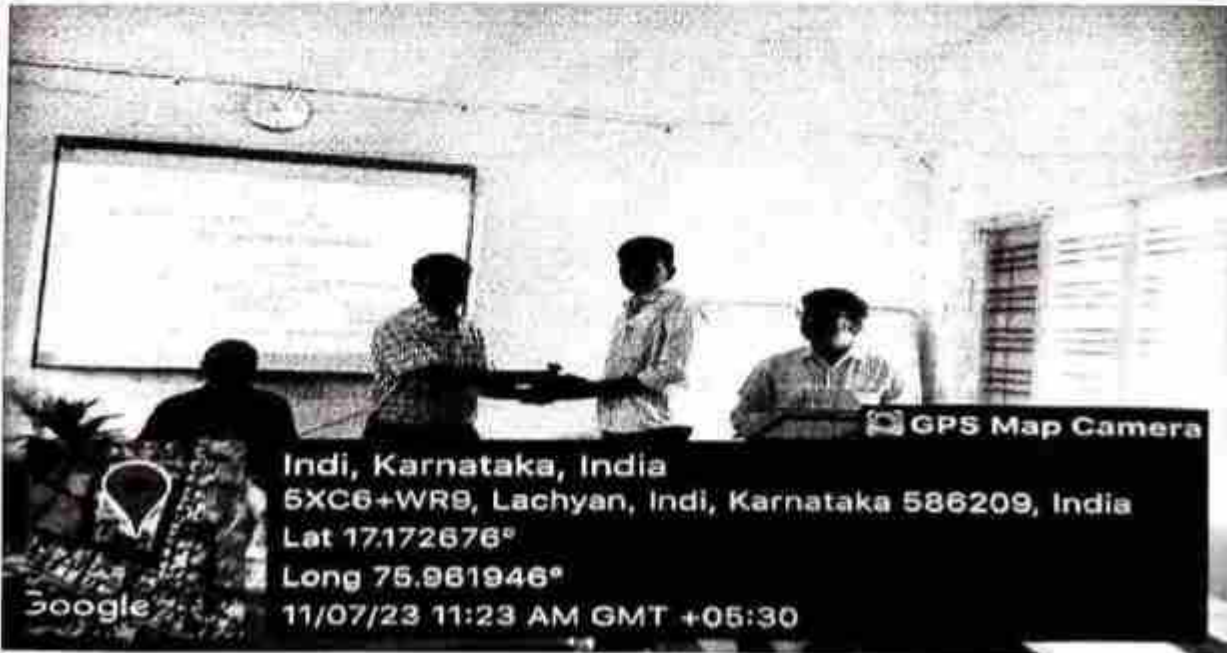 GPS Map Camera
Indi, Karnataka, India
5XC6+WR9, Lachyan, Indi, Karnataka 586209, India
Lat 17.172676°
Long 75.961946°
11/07/23 11:23 AM GMT +05:30
Google